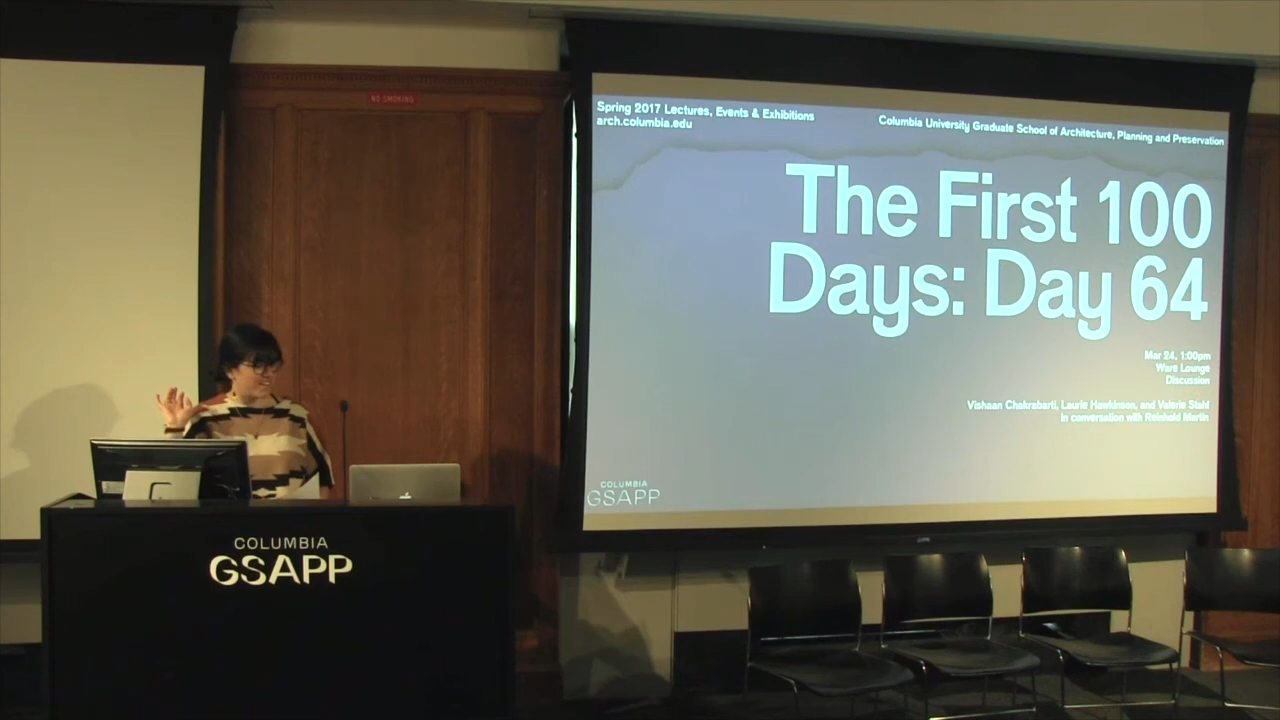 NO SMOKING
Spring 2017 Lectures, Events & Exhibitions
arch.columbia.edu
Columbia University Graduate School of Architecture, Planning and Preservation
The First 100
Days: Day 64
Mar 24, 1:00pm
Ware Lounge
Discussion
Vishaan Chakrabarti, Laurie Hawkinson, and Valerie Stahl
in conversation with Reinhold Martin
COLUMBIA
GSAPP
COLUMBIA
GSAPP